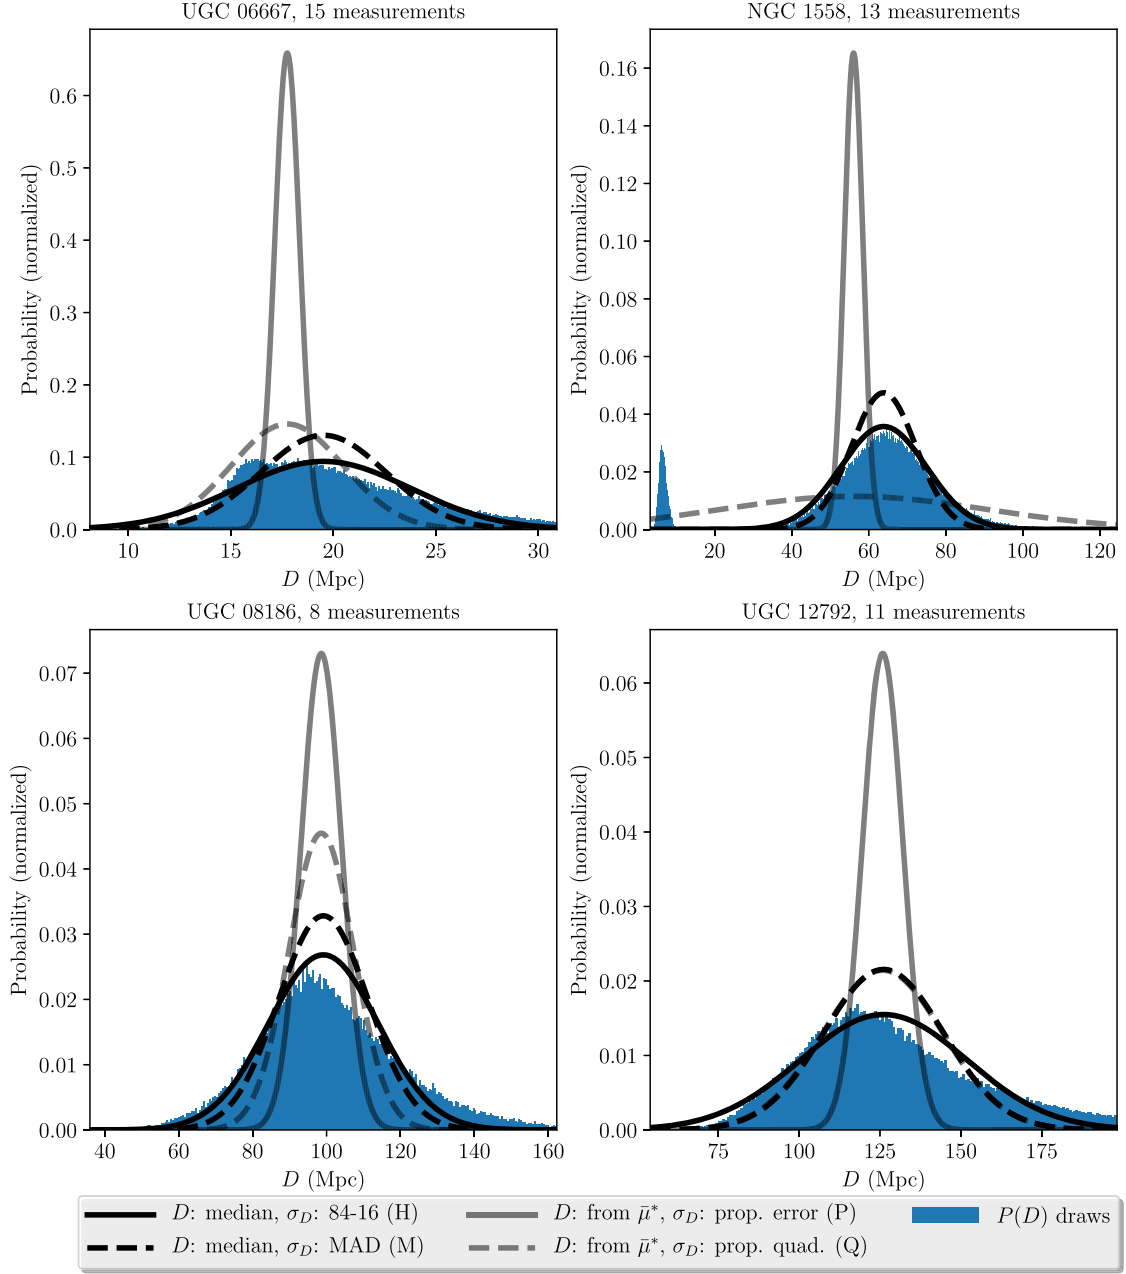 UGC 06667, 15 measurements
Probability (normalized)
0.6
0.5
0.4
0.3
0.2
0.1
0.0
10 15 20 25 30
D (Mpc)
NGC 1558, 13 measurements
Probability (normalized)
0.16
0.14
0.12
0.10
0.08
0.06
0.04
0.02
0.00
20 40 60 80 100 120
D (Mpc)
UGC 08186, 8 measurements
Probability (normalized)
0.07
0.06
0.05
0.04
0.03
0.02
0.01
0.00
40 60 80 100 120 140 160
D (Mpc)
UGC 12792, 11 measurements
Probability (normalized)
0.06
0.05
0.04
0.03
0.02
0.01
0.00
75 100 125 150 175
D (Mpc)
D: median, σ_D: 84-16 (H)
D: median, σ_D: MAD (M)
D: from μ̄*, σ_D: prop. error (P)
D: from μ̄*, σ_D: prop. quad. (Q)
P(D) draws